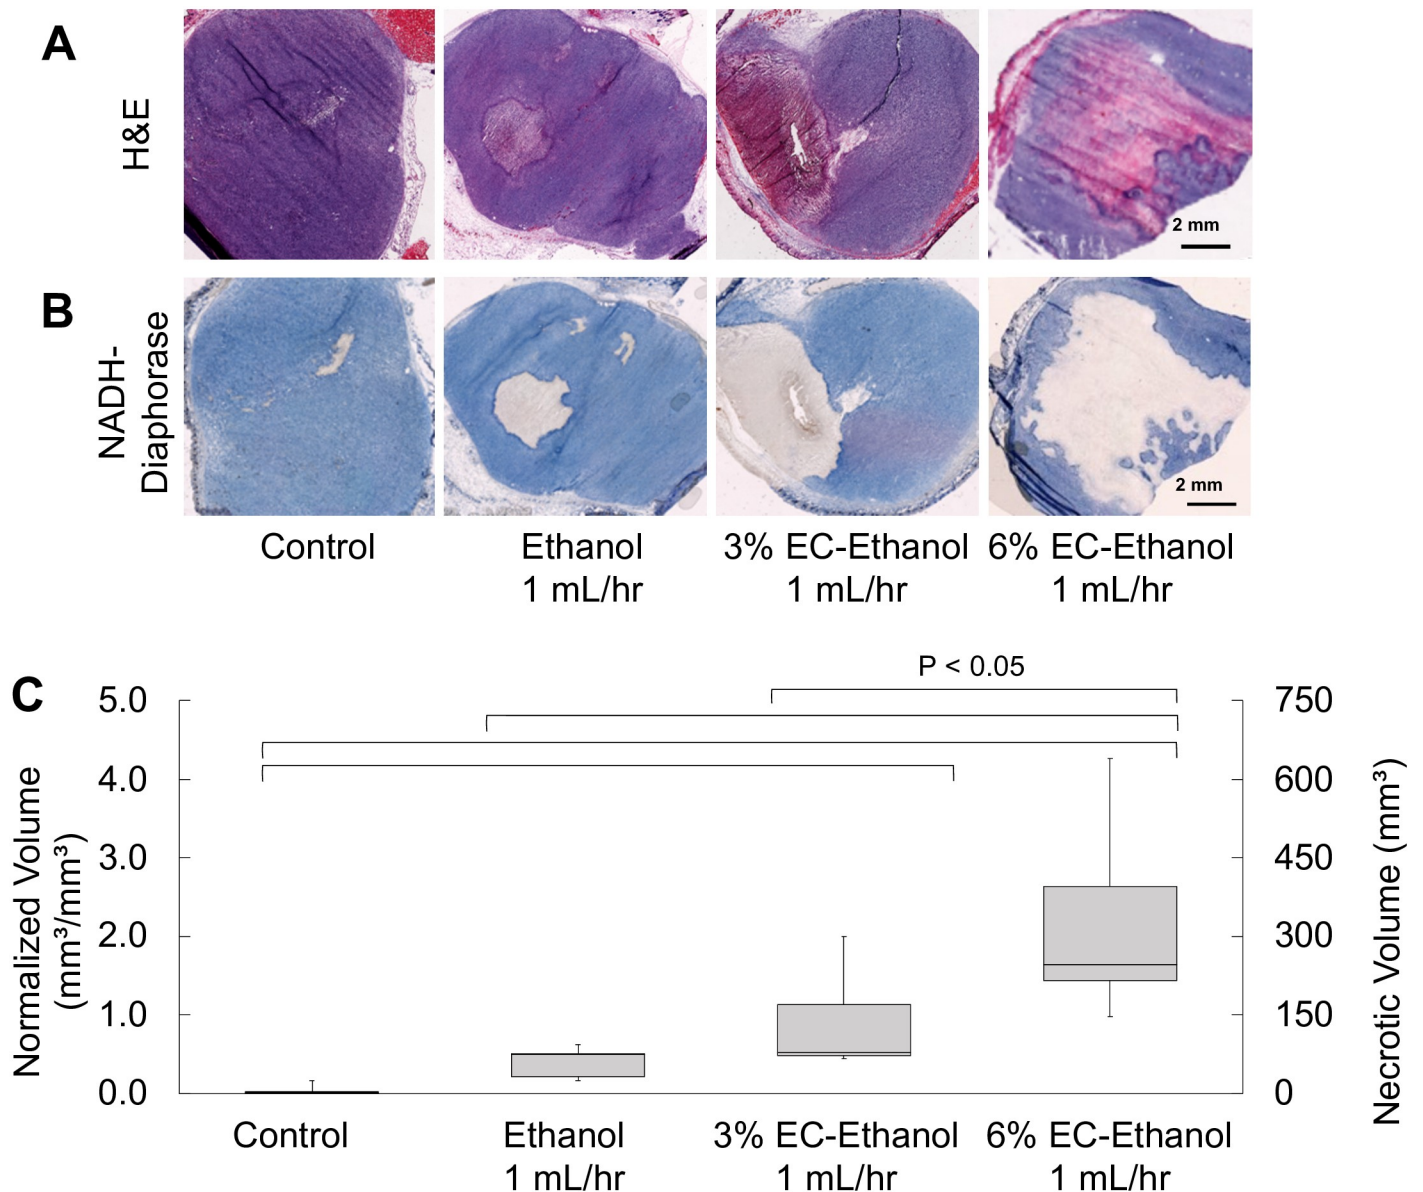 A
H&E
2 mm
B
NADH-
Diaphorase
2 mm
Control
Ethanol
1 mL/hr
3% EC-Ethanol
1 mL/hr
6% EC-Ethanol
1 mL/hr
C
P < 0.05
Normalized Volume
(mm³/mm³)
5.0
4.0
3.0
2.0
1.0
0.0
750
600
450
300
150
0
Necrotic Volume (mm³)
Control
Ethanol
1 mL/hr
3% EC-Ethanol
1 mL/hr
6% EC-Ethanol
1 mL/hr